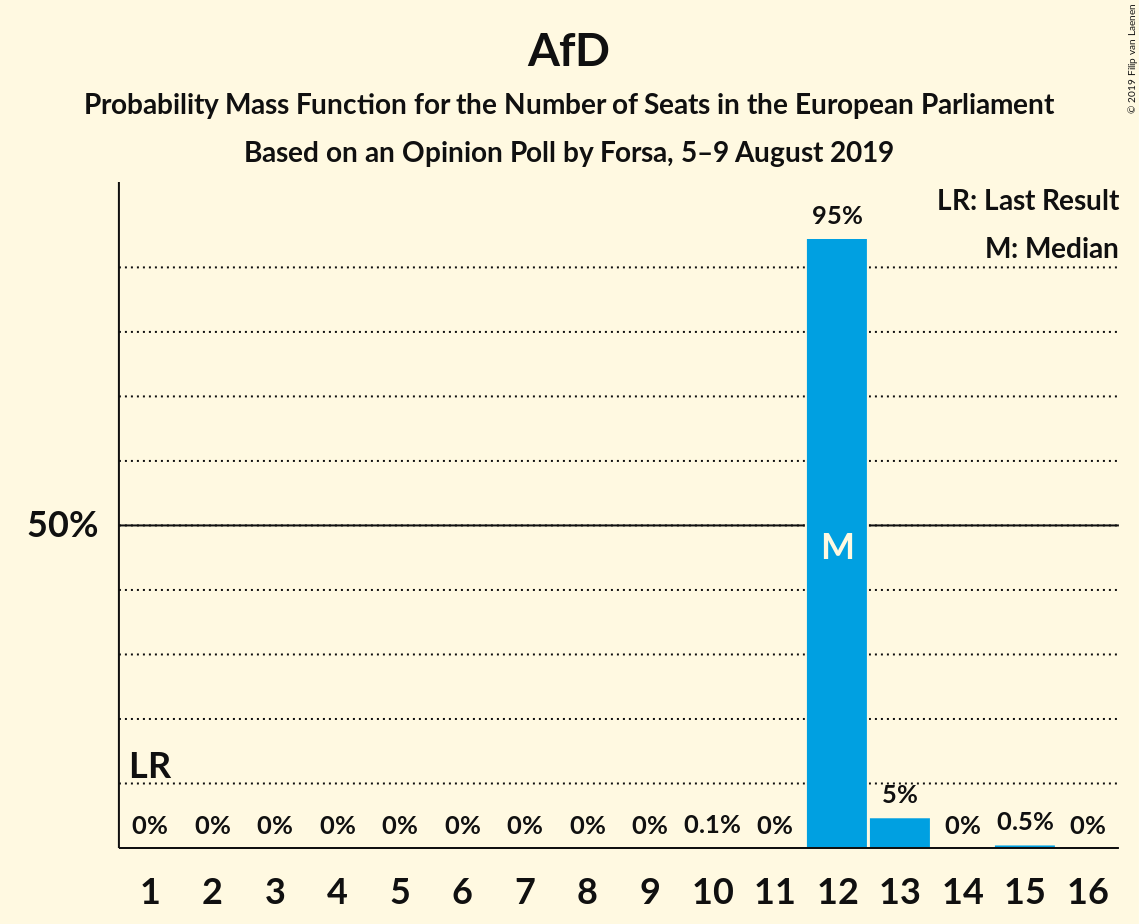 AfD
Probability Mass Function for the Number of Seats in the European Parliament
Based on an Opinion Poll by Forsa, 5–9 August 2019
© 2019 Filip van Laenen
LR: Last Result
M: Median
95%
50%
M
LR
5%
0% 0% 0% 0% 0% 0% 0% 0% 0% 0.1% 0% 0% 0.5% 0%
1 2 3 4 5 6 7 8 9 10 11 12 13 14 15 16